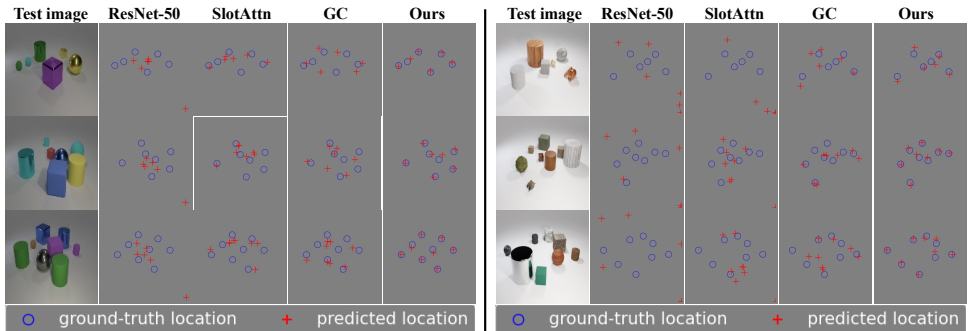 Test image ResNet-50 SlotAttn GC Ours
ground-truth location predicted location
Test image ResNet-50 SlotAttn GC Ours
ground-truth location predicted location